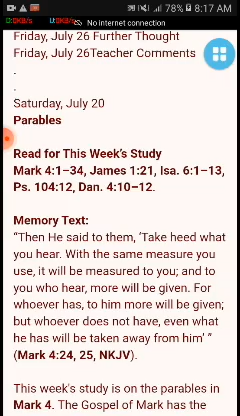 78% 8:17 AM
D:0KB/s U:0KB/s No internet connection
Friday, July 26 Further Thought
Friday, July 26Teacher Comments
.
.
Saturday, July 20
Parables
Read for This Week's Study
Mark 4:1–34, James 1:21, Isa. 6:1–13,
Ps. 104:12, Dan. 4:10–12.
Memory Text:
“Then He said to them, ‘Take heed what
you hear. With the same measure you
use, it will be measured to you; and to
you who hear, more will be given. For
whoever has, to him more will be given;
but whoever does not have, even what
he has will be taken away from him’ ”
(Mark 4:24, 25, NKJV).
This week's study is on the parables in
Mark 4. The Gospel of Mark has the